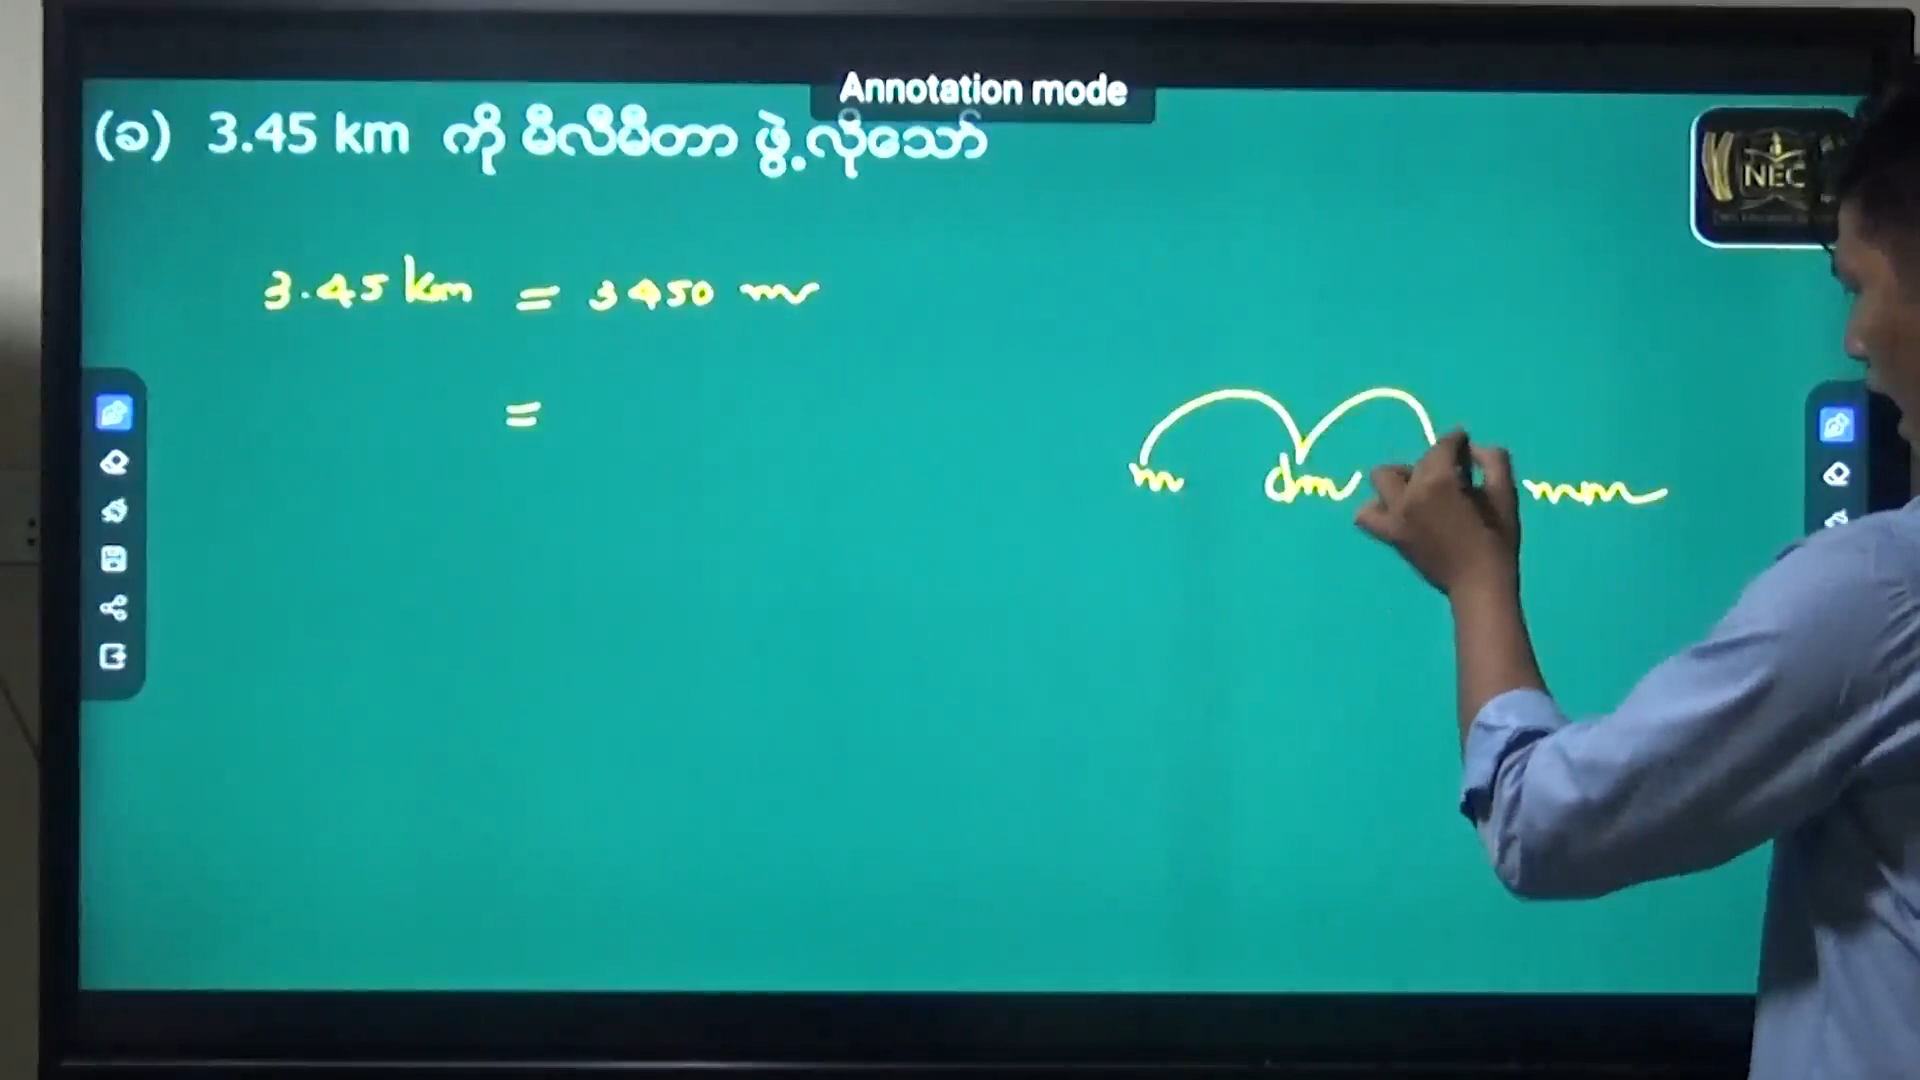 Annotation mode
(ခ) 3.45 km ကို မီလီမီတာ ဖွဲ့လိုသော်
NEC
3.45 km = 3450 m
=
m dm mm